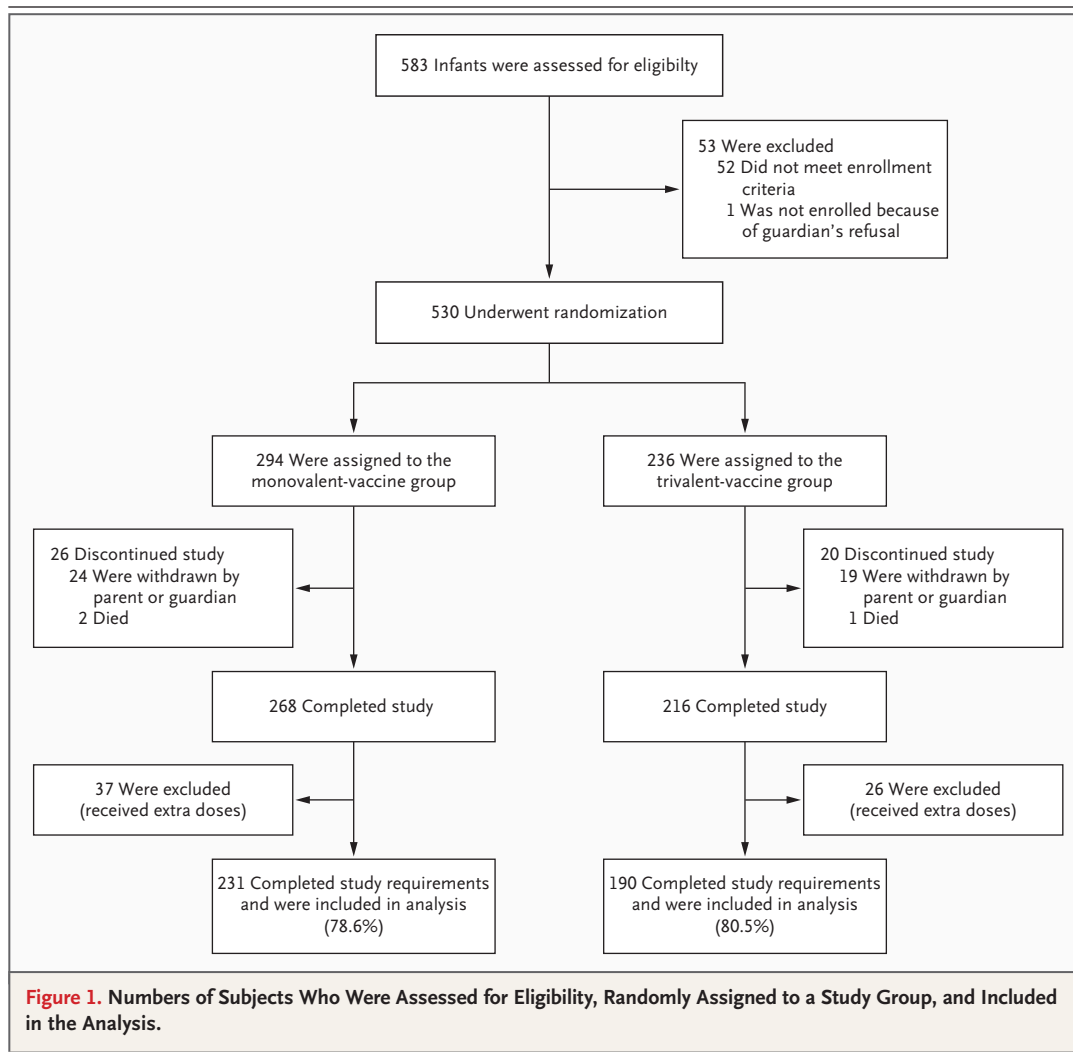 583 Infants were assessed for eligibilty
53 Were excluded
52 Did not meet enrollment
criteria
1 Was not enrolled because
of guardian’s refusal
530 Underwent randomization
294 Were assigned to the
monovalent-vaccine group
236 Were assigned to the
trivalent-vaccine group
26 Discontinued study
24 Were withdrawn by
parent or guardian
2 Died
20 Discontinued study
19 Were withdrawn by
parent or guardian
1 Died
268 Completed study
216 Completed study
37 Were excluded
(received extra doses)
26 Were excluded
(received extra doses)
231 Completed study requirements
and were included in analysis
(78.6%)
190 Completed study requirements
and were included in analysis
(80.5%)
Figure 1. Numbers of Subjects Who Were Assessed for Eligibility, Randomly Assigned to a Study Group, and Included
in the Analysis.